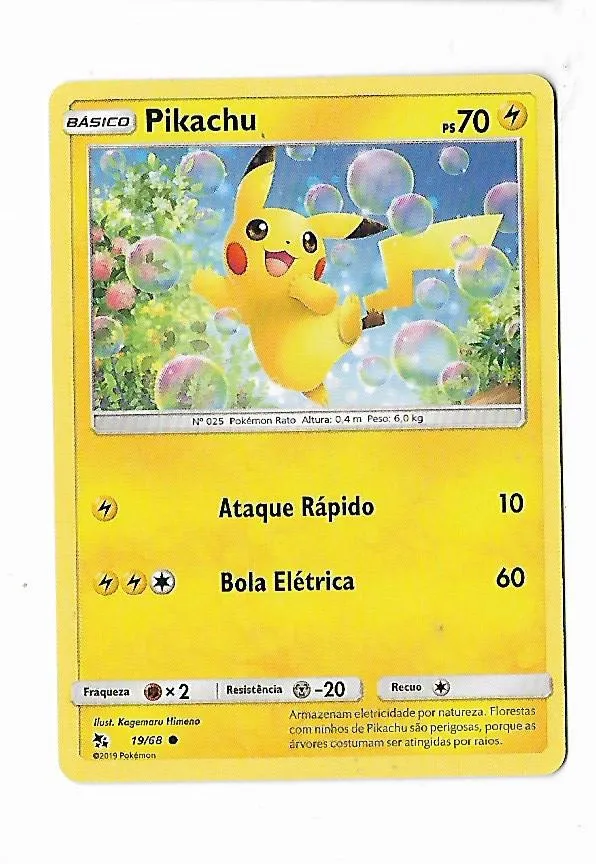 BÁSICO Pikachu PS 70
Nº 025 Pokémon Rato Altura: 0,4 m Peso: 6,0 kg
Ataque Rápido 10
Bola Elétrica 60
Fraqueza ×2 Resistência -20 Recuo
Ilust. Kagemaru Himeno
19/68
©2019 Pokémon
Armazenam eletricidade por natureza. Florestas
com ninhos de Pikachu são perigosas, porque as
árvores costumam ser atingidas por raios.